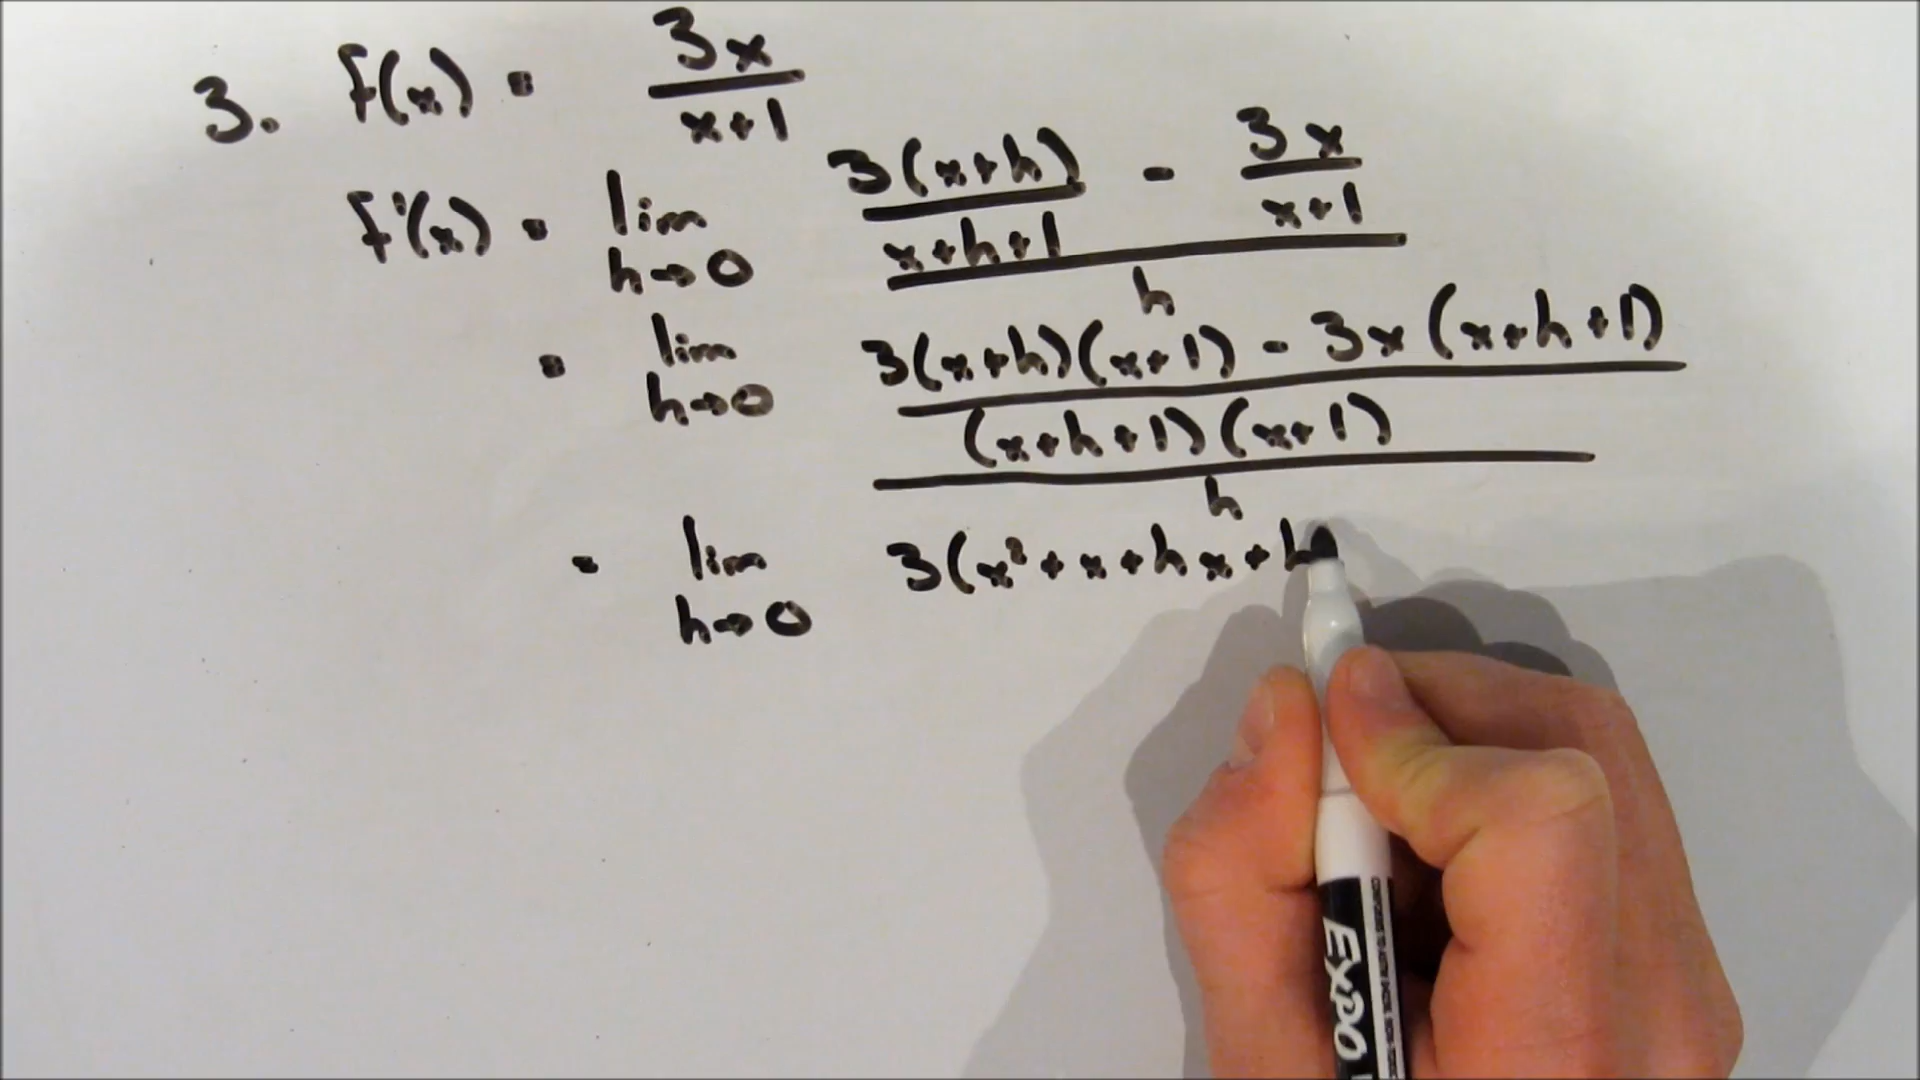 3. f(x) = 3x
x+1
f'(x) = lim 3(x+h) - 3x
h→0 x+h+1 x+1
h
= lim 3(x+h)(x+1) - 3x(x+h+1)
h→0 (x+h+1)(x+1)
h
= lim 3(x²+x+hx+h
h→0
EXPO